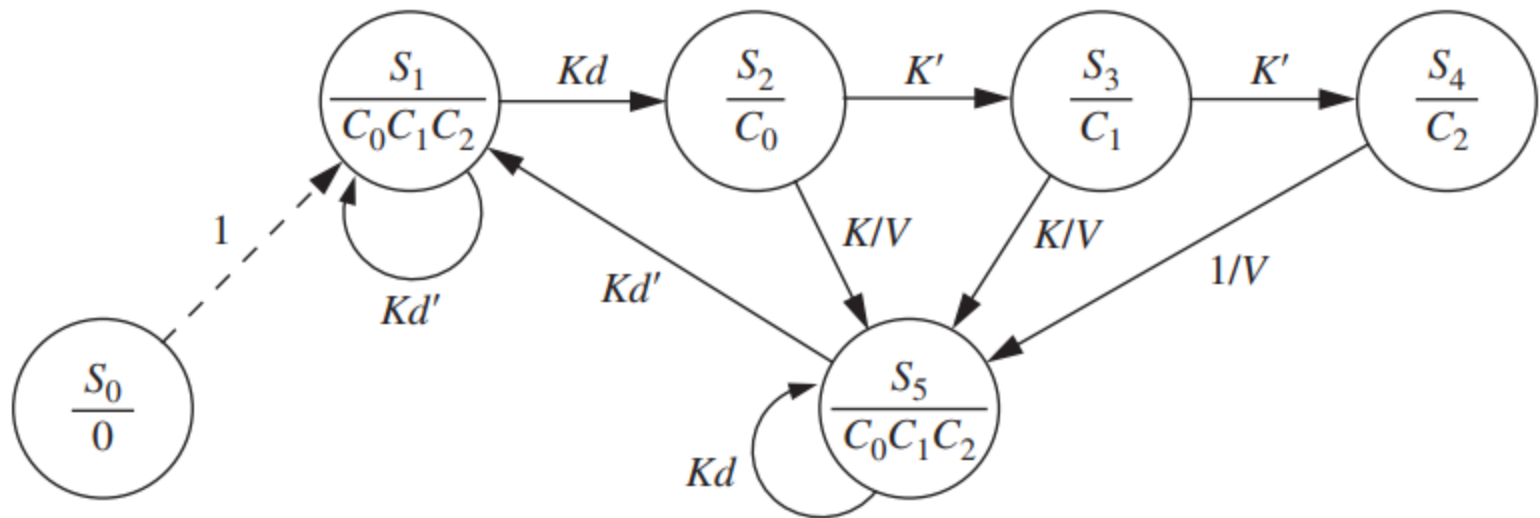 S₁
C₀C₁C₂
Kd
S₂
C₀
K′
S₃
C₁
K′
S₄
C₂
1
Kd′
Kd′
K/V
K/V
1/V
S₀
0
S₅
C₀C₁C₂
Kd